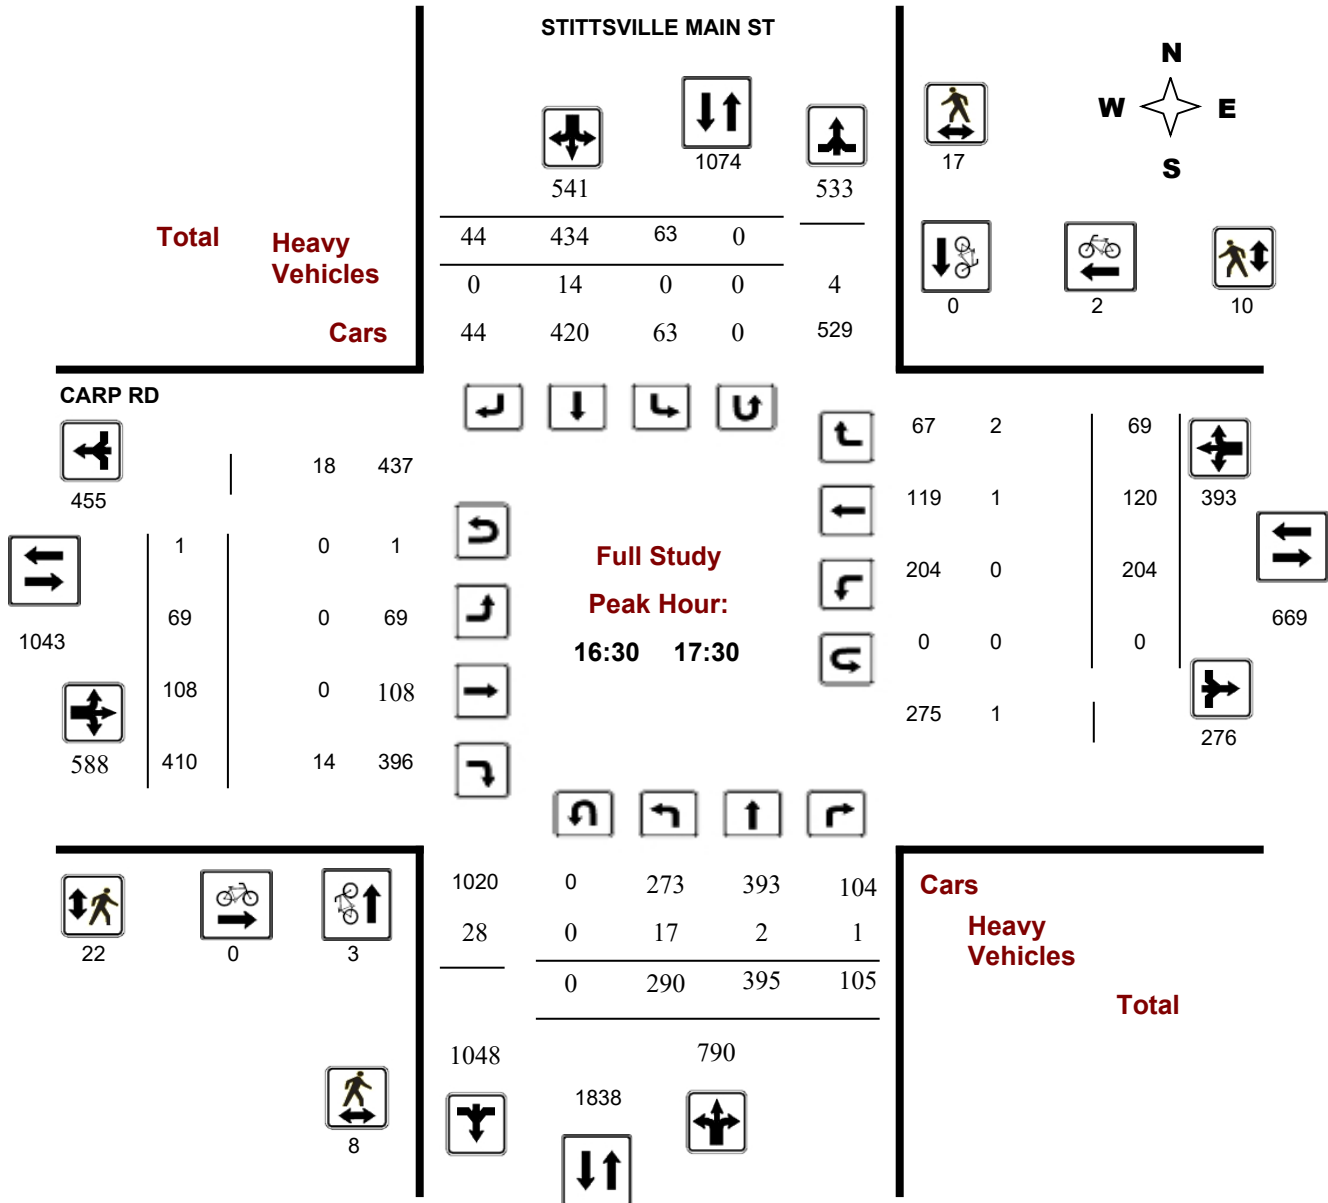 STITTSVILLE MAIN ST
N
W E
S
1074
17
541 533
Total Heavy Vehicles
44 434 63 0
0 14 0 0 4
0 2 10
Cars 44 420 63 0 529
CARP RD
67 2 69
18 437
455
119 1 120 393
1 0 1
Full Study
204 0 204
69 0 69
Peak Hour:
1043
669
16:30 17:30
0 0 0
108 0 108
275 1
276
588 410 14 396
1020 0 273 393 104 Cars
28 0 17 2 1 Heavy Vehicles
22 0 3
0 290 395 105
Total
1048 790
1838
8